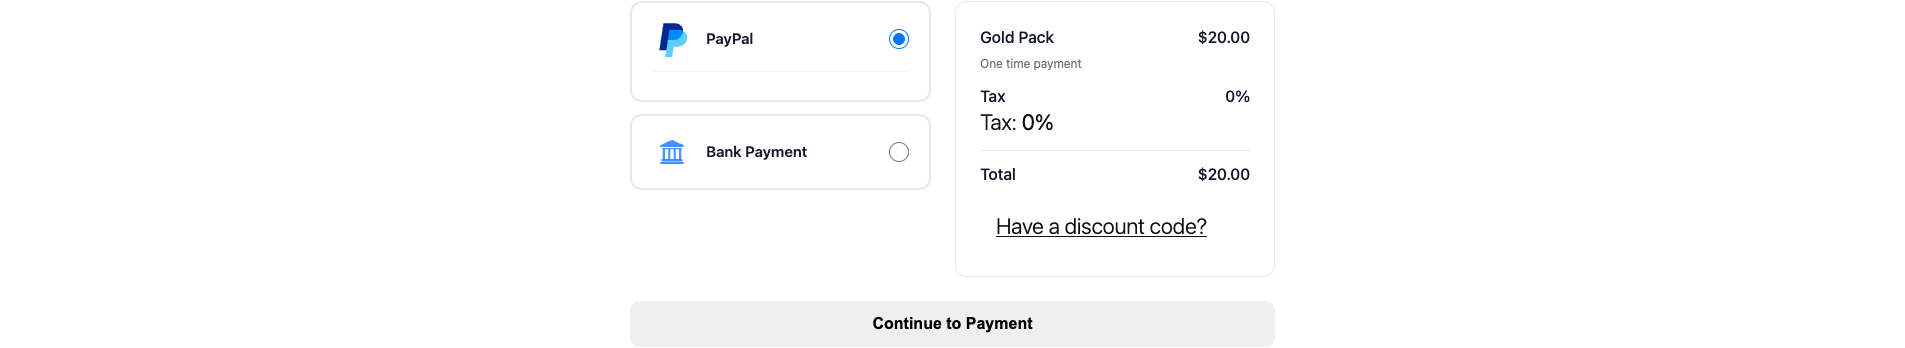 PayPal
Bank Payment
Gold Pack $20.00
One time payment
Tax 0%
Tax: 0%
Total $20.00
Have a discount code?
Continue to Payment